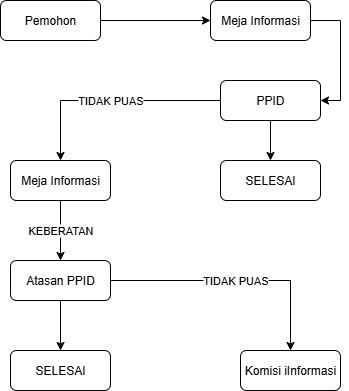 Pemohon
Meja Informasi
PPID
TIDAK PUAS
Meja Informasi
SELESAI
KEBERATAN
Atasan PPID
TIDAK PUAS
SELESAI
Komisi iInformasi